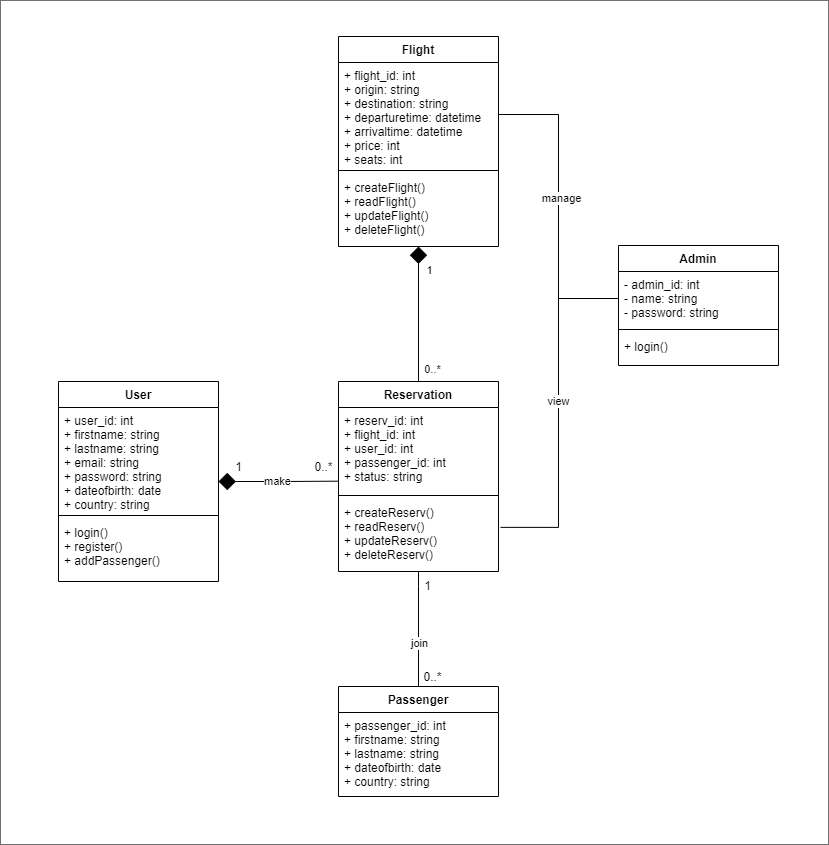 Flight
+ flight_id: int
+ origin: string
+ destination: string
+ departuretime: datetime
+ arrivaltime: datetime
+ price: int
+ seats: int
+ createFlight()
+ readFlight()
+ updateFlight()
+ deleteFlight()
manage
1
Admin
- admin_id: int
- name: string
- password: string
+ login()
0..*
view
User
+ user_id: int
+ firstname: string
+ lastname: string
+ email: string
+ password: string
+ dateofbirth: date
+ country: string
+ login()
+ register()
+ addPassenger()
1
make
0..*
Reservation
+ reserv_id: int
+ flight_id: int
+ user_id: int
+ passenger_id: int
+ status: string
+ createReserv()
+ readReserv()
+ updateReserv()
+ deleteReserv()
1
join
0..*
Passenger
+ passenger_id: int
+ firstname: string
+ lastname: string
+ dateofbirth: date
+ country: string